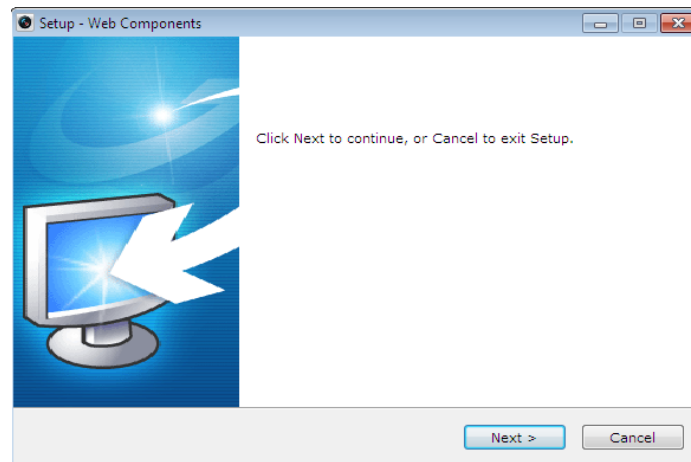 Setup - Web Components
Click Next to continue, or Cancel to exit Setup.
Next >
Cancel